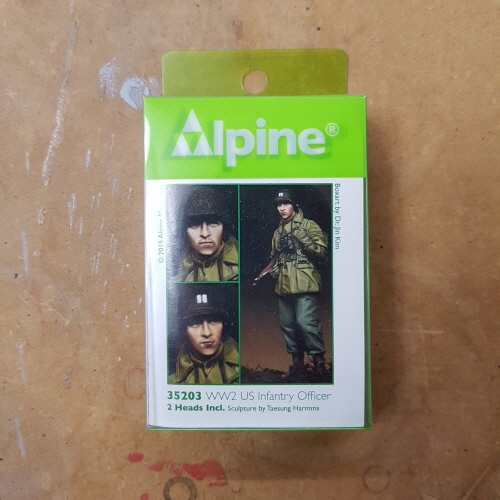 Alpine®
© 2015 Alpine
Boxart by Dr. Jin Kim
35203 WW2 US Infantry Officer
2 Heads Incl. Sculpture by Taesung Harmms